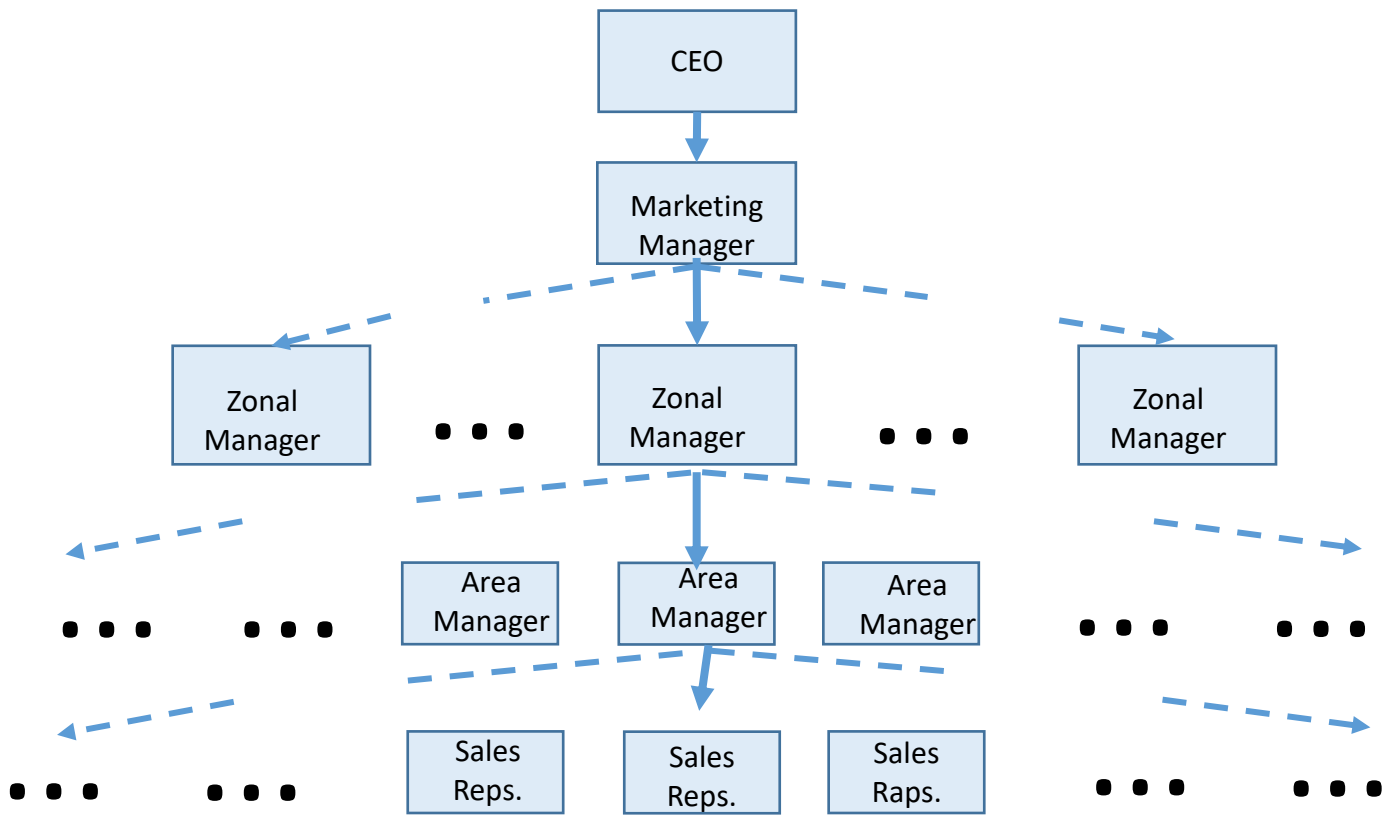 CEO
Marketing
Manager
Zonal
Manager
Zonal
Manager
Zonal
Manager
Area
Manager
Area
Manager
Area
Manager
Sales
Reps.
Sales
Reps.
Sales
Raps.